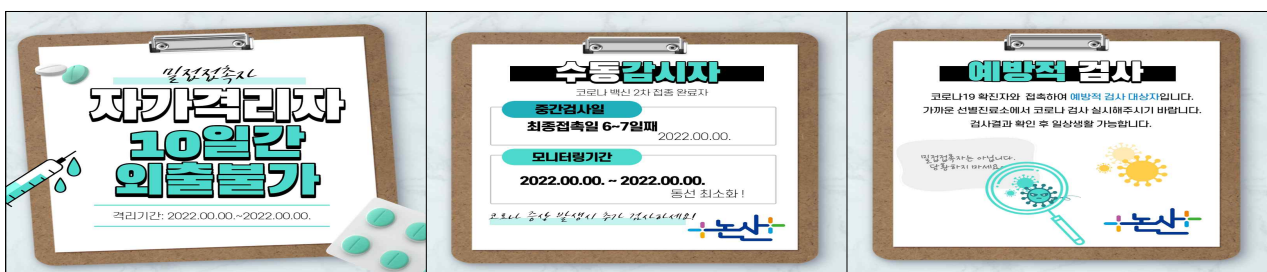 밀접접촉자
자가격리자
10일간
외출불가
격리기간: 2022.00.00.~2022.00.00.
수동감시자
코로나 백신 2차 접종 완료자
중간검사일
최종접촉일 6~7일째
2022.00.00.
모니터링기간
2022.00.00. ~ 2022.00.00.
동선 최소화 !
코로나 증상 발생시 추가 검사하세요!
논산
예방적 검사
코로나19 확진자와 접촉하여 예방적 검사 대상자입니다.
가까운 선별진료소에서 코로나 검사 실시해주시기 바랍니다.
검사결과 확인 후 일상생활 가능합니다.
밀접접촉자는 아닙니다.
당황하지 마세요
논산